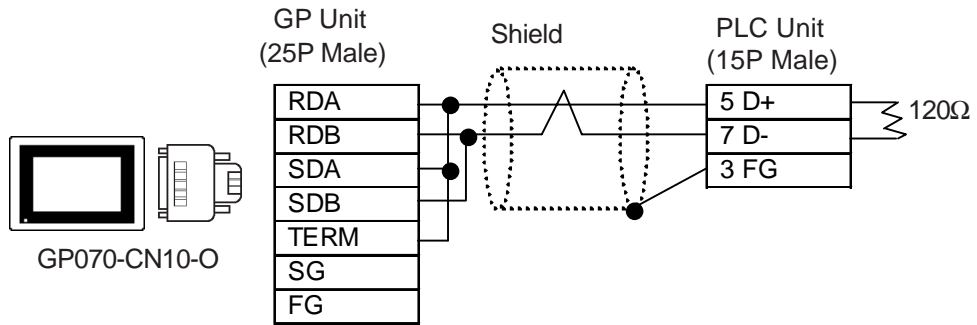 GP Unit
(25P Male)
Shield
PLC Unit
(15P Male)
RDA
RDB
SDA
SDB
TERM
SG
FG
5 D+
7 D-
3 FG
120Ω
GP070-CN10-O